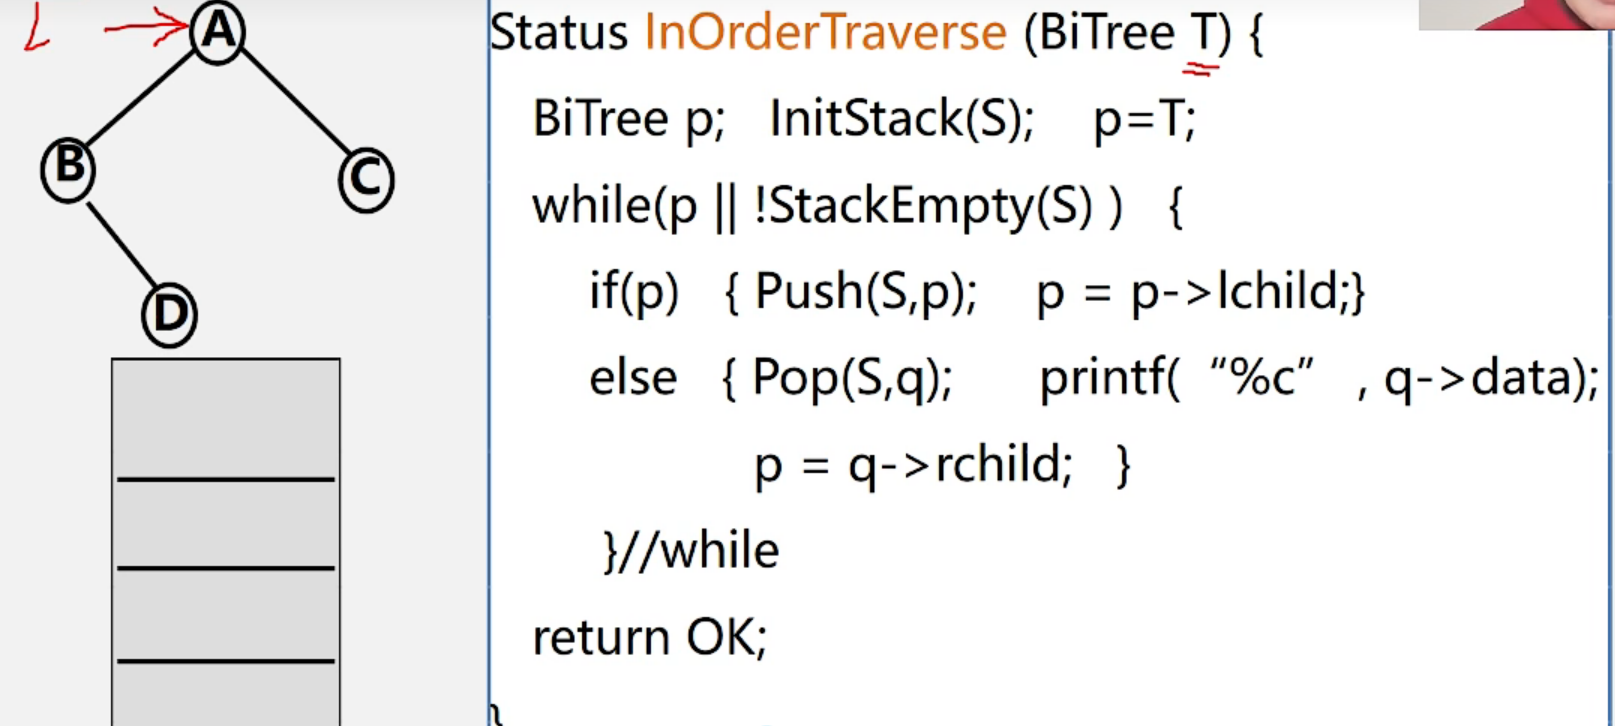 A
B
C
D
Status InOrderTraverse (BiTree T) {
BiTree p; InitStack(S); p=T;
while(p || !StackEmpty(S) ) {
if(p) { Push(S,p); p = p->lchild;}
else { Pop(S,q); printf( “%c” , q->data);
p = q->rchild; }
}//while
return OK;
}